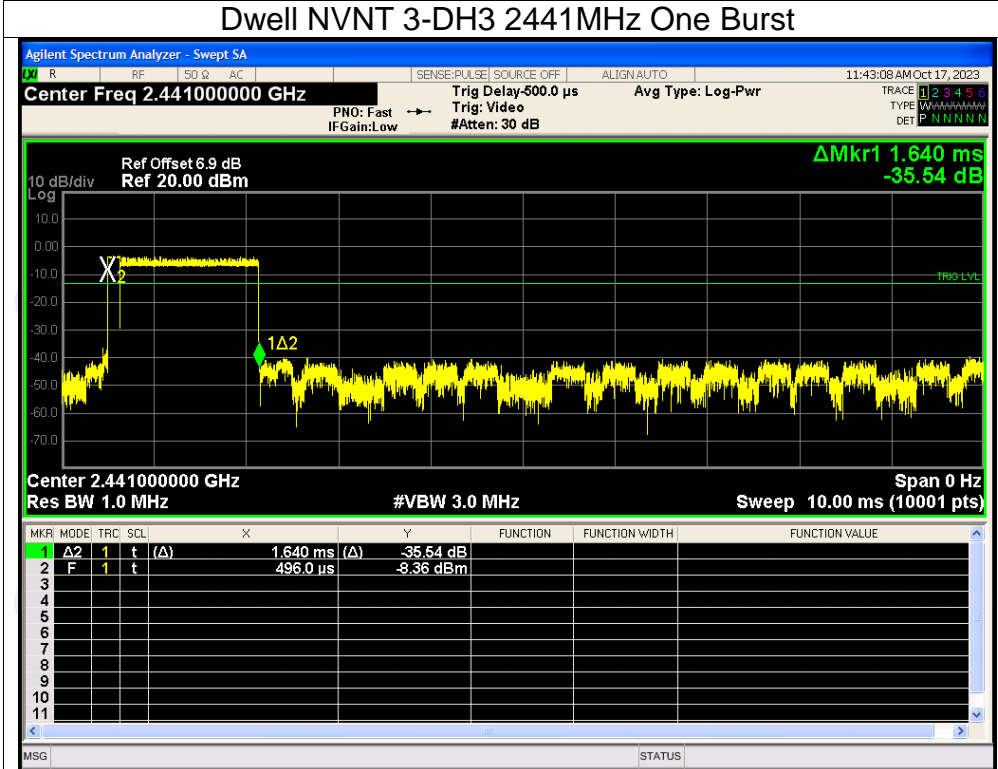 Dwell NVNT 3-DH3 2441MHz One Burst
Agilent Spectrum Analyzer - Swept SA
LXI R RF 50 Ω AC SENSE:PULSE SOURCE OFF ALIGN AUTO 11:43:08 AM Oct 17, 2023
Center Freq 2.441000000 GHz Trig Delay-500.0 µs Avg Type: Log-Pwr TRACE 1 2 3 4 5 6
PNO: Fast Trig: Video TYPE W
IFGain:Low #Atten: 30 dB DET P N N N N N
ΔMkr1 1.640 ms
-35.54 dB
Ref Offset 6.9 dB
10 dB/div Ref 20.00 dBm
Log
10.0
0.00
-10.0
-20.0
-30.0
-40.0
-50.0
-60.0
-70.0
X2
TRIG LVL
1Δ2
Center 2.441000000 GHz Span 0 Hz
Res BW 1.0 MHz #VBW 3.0 MHz Sweep 10.00 ms (10001 pts)
MKR MODE TRC SCL X Y FUNCTION FUNCTION WIDTH FUNCTION VALUE
1 Δ2 1 t (Δ) 1.640 ms (Δ) -35.54 dB
2 F 1 t 496.0 µs -8.36 dBm
3
4
5
6
7
8
9
10
11
MSG STATUS